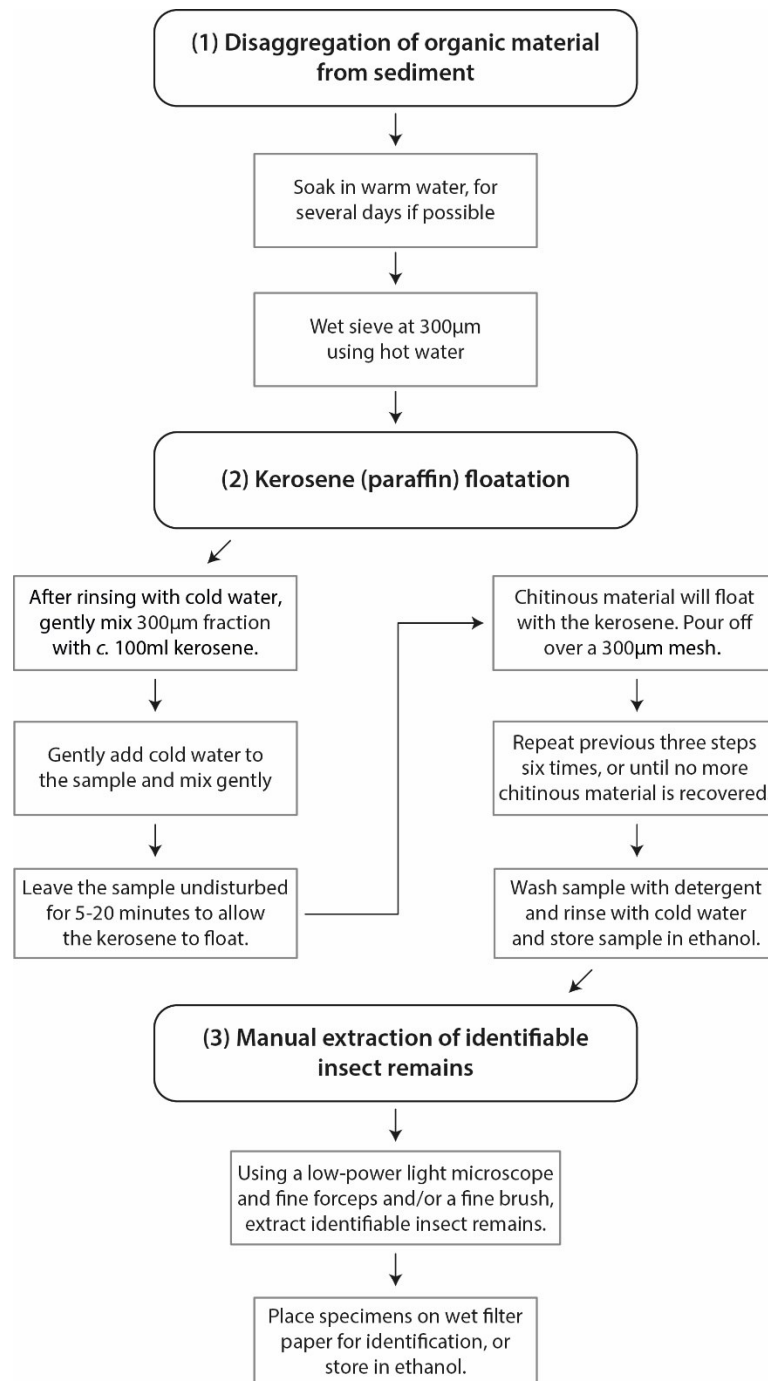 (1) Disaggregation of organic material
from sediment
Soak in warm water, for
several days if possible
Wet sieve at 300µm
using hot water
(2) Kerosene (paraffin) floatation
After rinsing with cold water,
gently mix 300µm fraction
with c. 100ml kerosene.
Gently add cold water to
the sample and mix gently
Leave the sample undisturbed
for 5-20 minutes to allow
the kerosene to float.
Chitinous material will float
with the kerosene. Pour off
over a 300µm mesh.
Repeat previous three steps
six times, or until no more
chitinous material is recovered
Wash sample with detergent
and rinse with cold water
and store sample in ethanol.
(3) Manual extraction of identifiable
insect remains
Using a low-power light microscope
and fine forceps and/or a fine brush,
extract identifiable insect remains.
Place specimens on wet filter
paper for identification, or
store in ethanol.